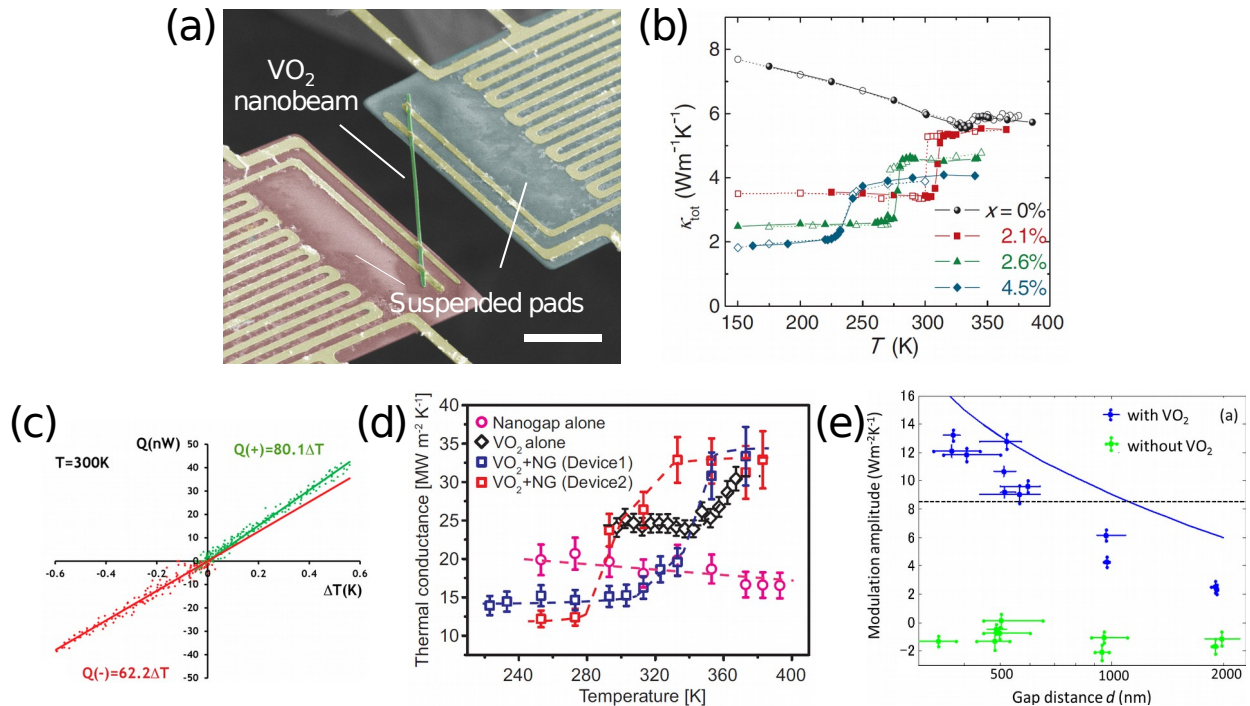 (a)
VO2
nanobeam
Suspended pads
(b)
κtot (Wm⁻¹K⁻¹)
8
6
4
2
0
x = 0%
2.1%
2.6%
4.5%
150 200 250 300 350 400
T (K)
(c)
T=300K
Q(nW)
Q(+)=80.1ΔT
50
40
30
20
10
0
-10
-20
-30
-40
-50
-0.6 -0.4 -0.2 0 0.2 0.4 0.6
ΔT(K)
Q(-)=62.2ΔT
(d)
Thermal conductance [MW m⁻² K⁻¹]
40
35
30
25
20
15
10
Nanogap alone
VO2 alone
VO2+NG (Device1)
VO2+NG (Device2)
240 280 320 360 400
Temperature [K]
(e)
Modulation amplitude (Wm⁻²K⁻¹)
16
14
12
10
8
6
4
2
0
−2
with VO2
without VO2
(a)
500 1000 2000
Gap distance d (nm)